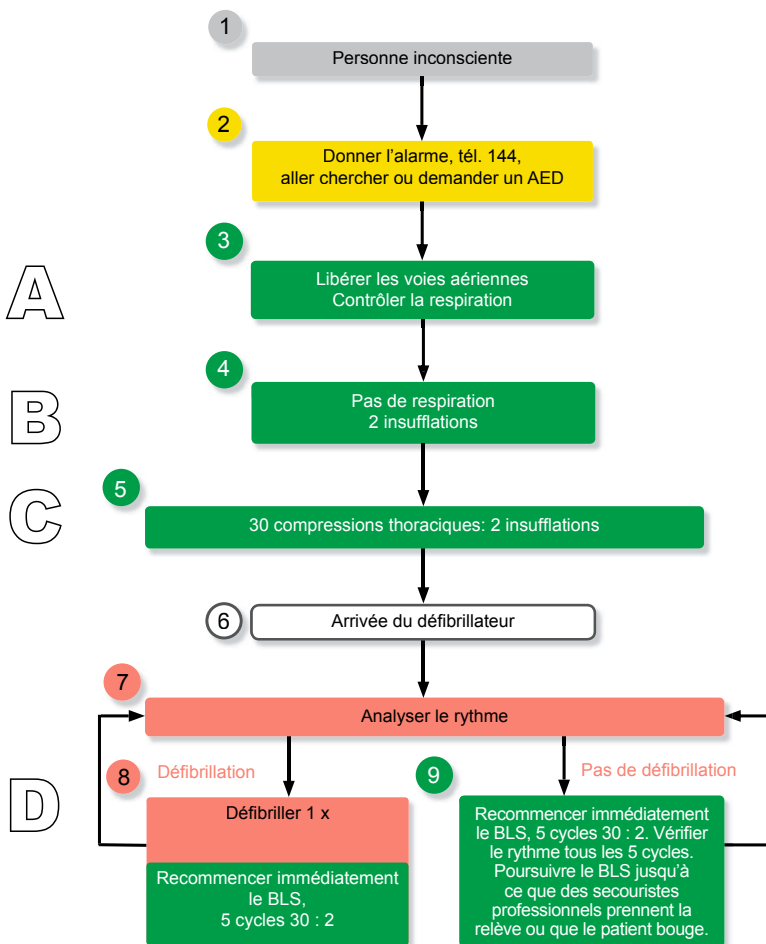 1
Personne inconsciente
2
Donner l'alarme, tél. 144,
aller chercher ou demander un AED
3
A
Libérer les voies aériennes
Contrôler la respiration
4
B
Pas de respiration
2 insufflations
5
C
30 compressions thoraciques: 2 insufflations
6
Arrivée du défibrillateur
7
Analyser le rythme
D
8
Défibrillation
Défibriller 1 x
Recommencer immédiatement
le BLS,
5 cycles 30 : 2
9
Pas de défibrillation
Recommencer immédiatement
le BLS, 5 cycles 30 : 2. Vérifier
le rythme tous les 5 cycles.
Poursuivre le BLS jusqu'à
ce que des secouristes
professionnels prennent la
relève ou que le patient bouge.